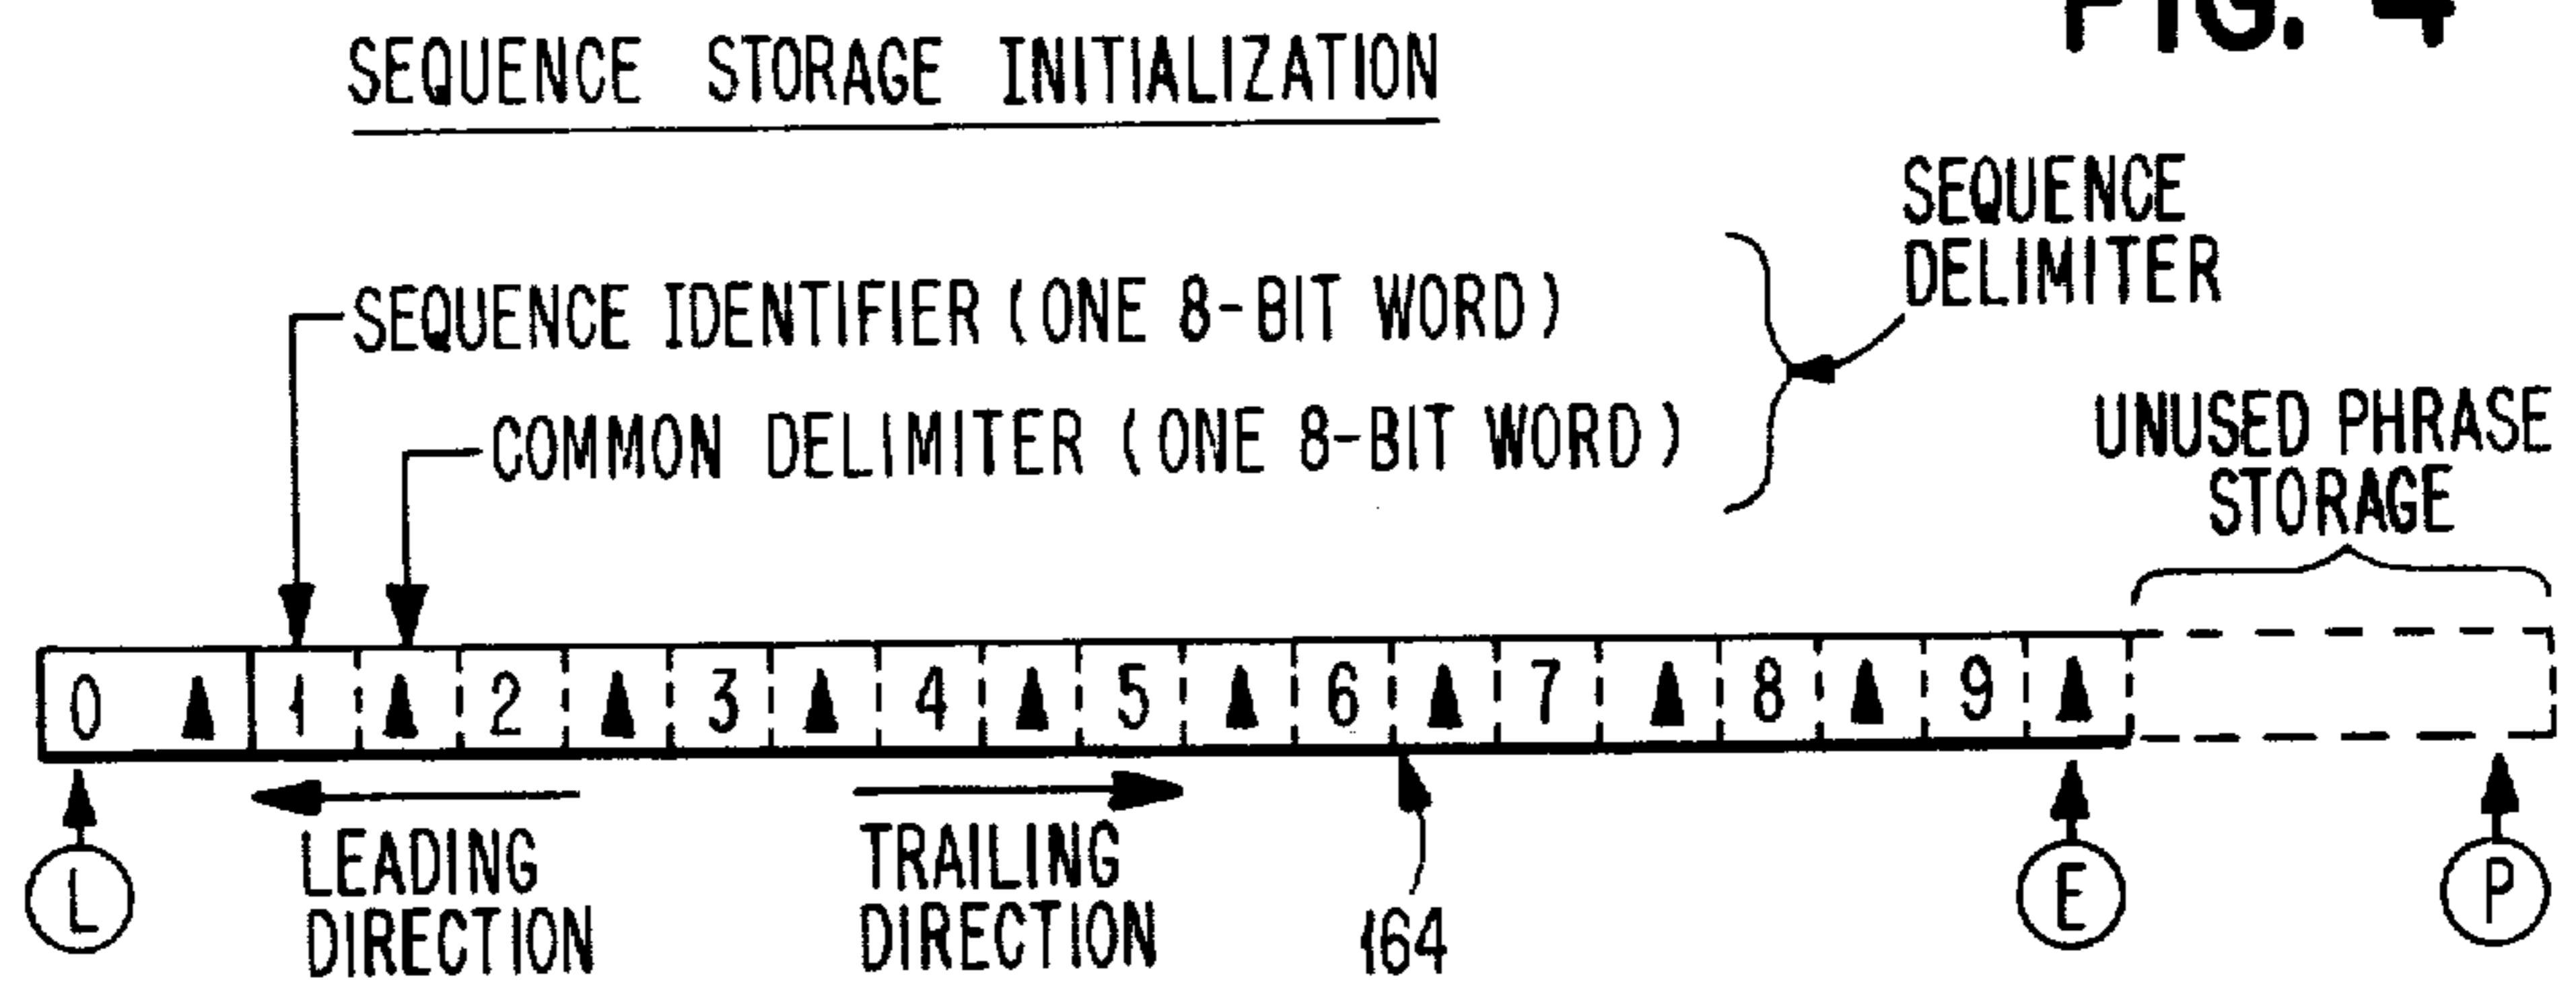 FIG. 4
SEQUENCE STORAGE INITIALIZATION
SEQUENCE
DELIMITER
SEQUENCE IDENTIFIER (ONE 8-BIT WORD)
COMMON DELIMITER (ONE 8-BIT WORD)
UNUSED PHRASE
STORAGE
0 ▲ 1 ▲ 2 ▲ 3 ▲ 4 ▲ 5 ▲ 6 ▲ 7 ▲ 8 ▲ 9 ▲
LEADING
DIRECTION
TRAILING
DIRECTION
L
164
E
P